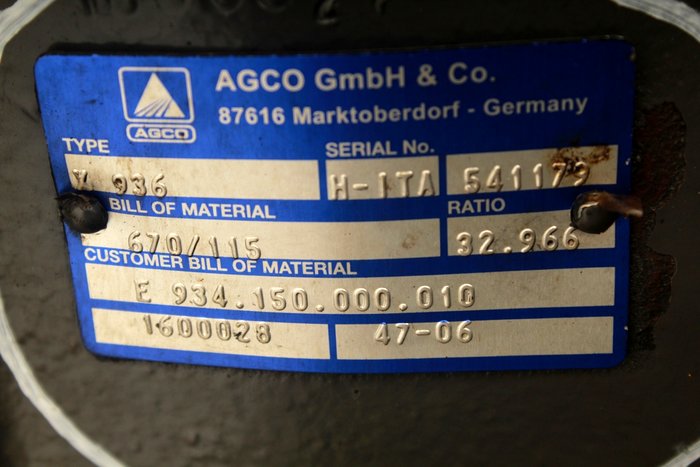 AGCO GmbH & Co.
87616 Marktoberdorf - Germany
AGCO
TYPE SERIAL No.
936 H-ITA 541179
BILL OF MATERIAL RATIO
670/115 32.966
CUSTOMER BILL OF MATERIAL
E 934.150.000.010
1600028 47-06